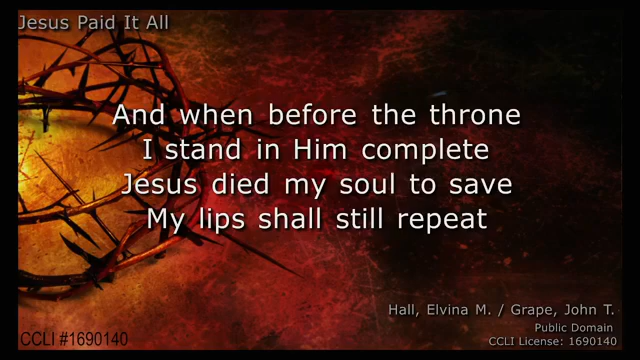 Jesus Paid It All
And when before the throne
I stand in Him complete
Jesus died my soul to save
My lips shall still repeat
Hall, Elvina M. / Grape, John T.
Public Domain
CCLI License: 1690140
CCLI #1690140